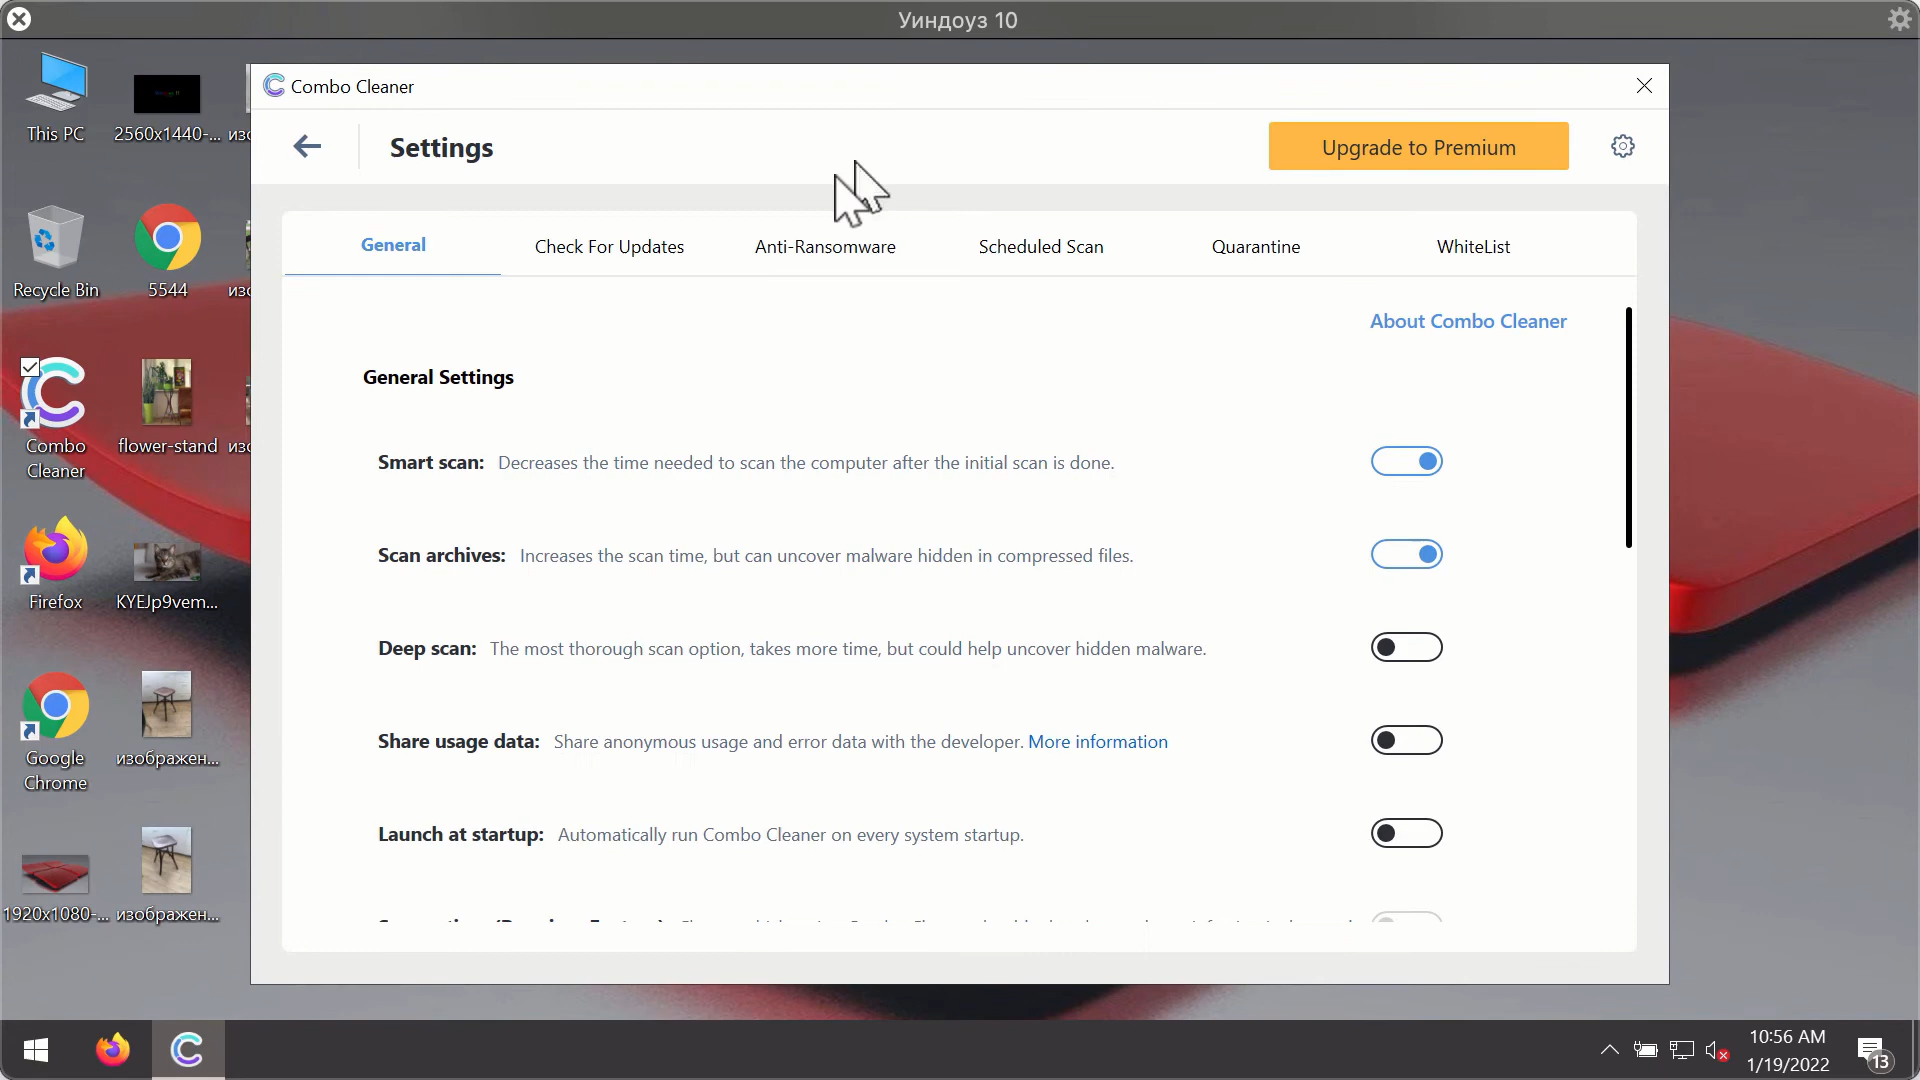 Уиндоуз 10
This PC
2560x1440-...
изо
Combo Cleaner
Settings
Upgrade to Premium
General
Check For Updates
Anti-Ransomware
Scheduled Scan
Quarantine
WhiteList
Recycle Bin
5544
изо
About Combo Cleaner
General Settings
Combo
Cleaner
flower-stand
изо
Smart scan: Decreases the time needed to scan the computer after the initial scan is done.
Scan archives: Increases the scan time, but can uncover malware hidden in compressed files.
Firefox
KYEJp9vem...
Deep scan: The most thorough scan option, takes more time, but could help uncover hidden malware.
Share usage data: Share anonymous usage and error data with the developer. More information
Google
Chrome
изображен...
Launch at startup: Automatically run Combo Cleaner on every system startup.
1920x1080-...
изображен...
10:56 AM
1/19/2022
13